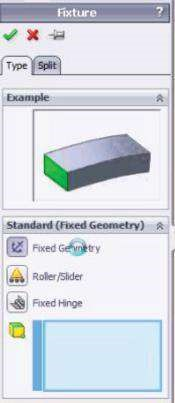 Fixture ?
Type Split
Example
Standard (Fixed Geometry)
Fixed Geometry
Roller/Slider
Fixed Hinge